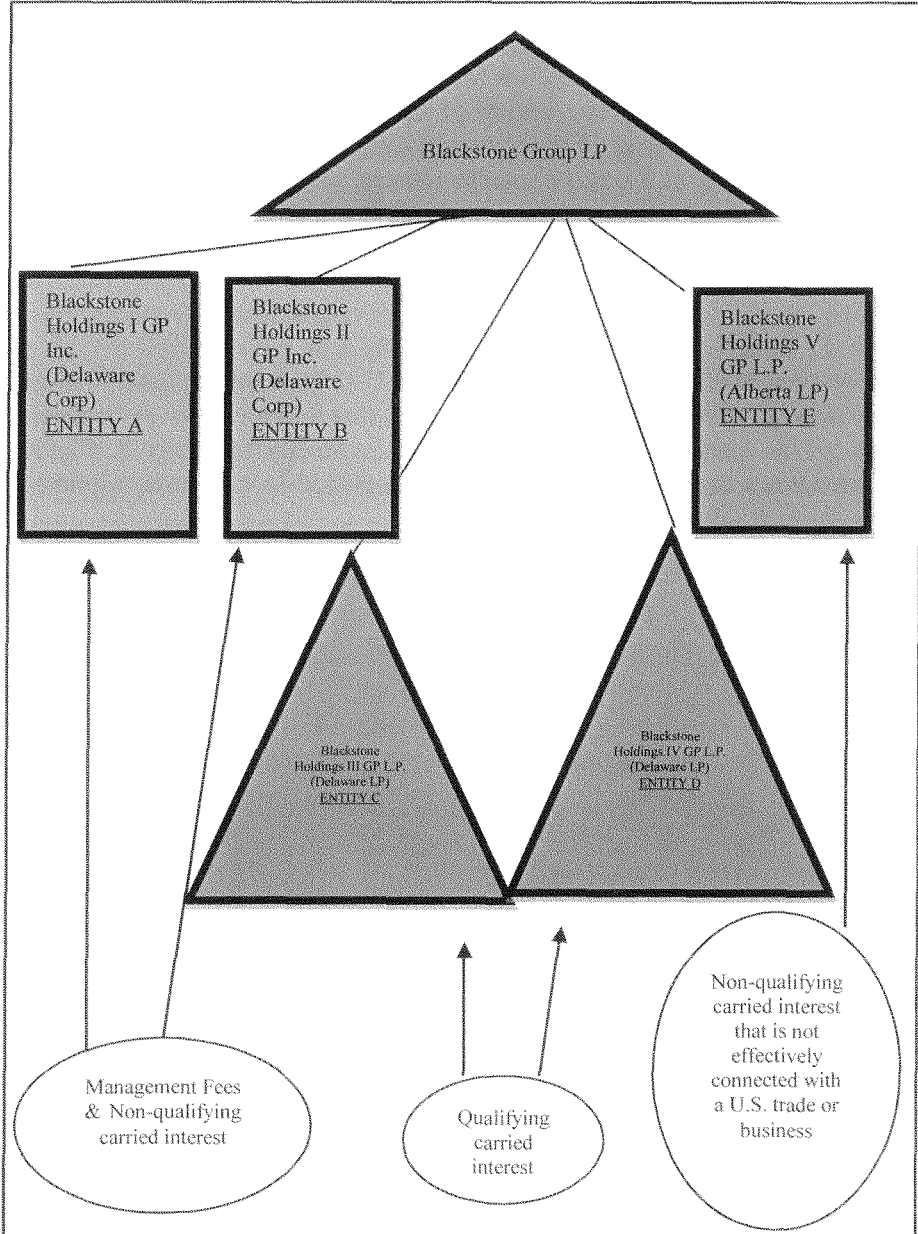 Blackstone Group LP
Blackstone
Holdings I GP
Inc.
(Delaware
Corp)
ENTITY A
Blackstone
Holdings II
GP Inc.
(Delaware
Corp)
ENTITY B
Blackstone
Holdings V
GP L.P.
(Alberta LP)
ENTITY E
Blackstone
Holdings III GP L.P.
(Delaware LP)
ENTITY C
Blackstone
Holdings IV GP L.P.
(Delaware LP)
ENTITY D
Management Fees
& Non-qualifying
carried interest
Qualifying
carried
interest
Non-qualifying
carried interest
that is not
effectively
connected with
a U.S. trade or
business